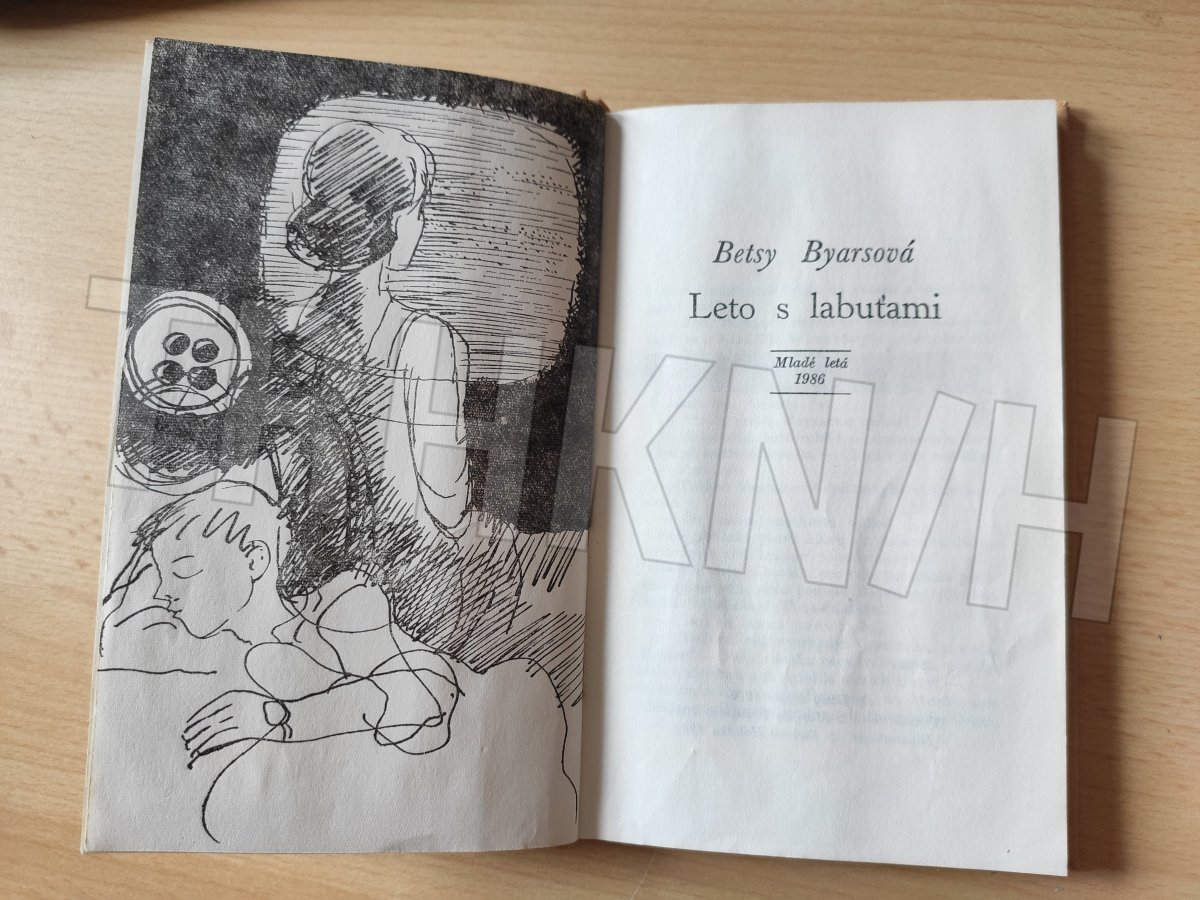 Betsy Byarsová
Leto s labuťami
Mladé letá
1986